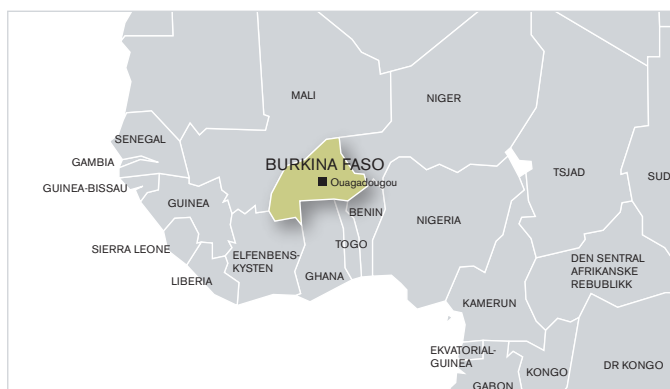 MALI
NIGER
SENEGAL
GAMBIA
BURKINA FASO
TSJAD
SUD
Ouagadougou
GUINEA-BISSAU
GUINEA
BENIN
NIGERIA
TOGO
SIERRA LEONE
ELFENBENS-
KYSTEN
GHANA
LIBERIA
DEN SENTRAL
AFRIKANSKE
REBUBLIKK
KAMERUN
EKVATORIAL-
GUINEA
KONGO
DR KONGO
GABON